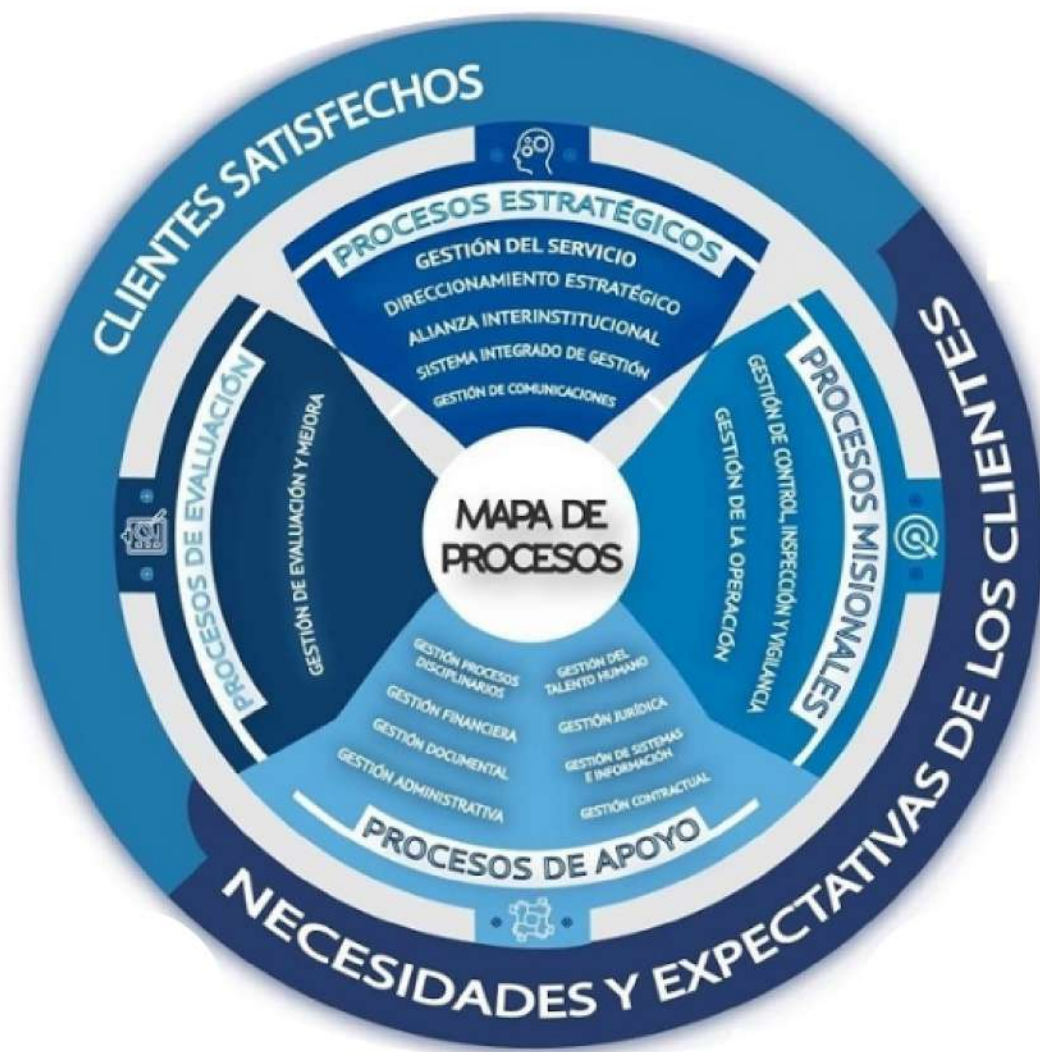 CLIENTES SATISFECHOS
PROCESOS ESTRATÉGICOS
GESTIÓN DEL SERVICIO
DIRECCIONAMIENTO ESTRATÉGICO
ALIANZA INTERINSTITUCIONAL
SISTEMA INTEGRADO DE GESTIÓN
GESTIÓN DE COMUNICACIONES
PROCESOS DE EVALUACIÓN
GESTIÓN DE EVALUACIÓN Y MEJORA
MAPA DE
PROCESOS
PROCESOS MISIONALES
GESTIÓN DE CONTROL, INSPECCIÓN Y VIGILANCIA
GESTIÓN DE LA OPERACIÓN
GESTIÓN PROCESOS
DISCIPLINARIOS
GESTIÓN FINANCIERA
GESTIÓN DOCUMENTAL
GESTIÓN ADMINISTRATIVA
GESTIÓN DEL
TALENTO HUMANO
GESTIÓN JURÍDICA
GESTIÓN DE SISTEMAS
E INFORMACIÓN
GESTIÓN CONTRACTUAL
PROCESOS DE APOYO
NECESIDADES Y EXPECTATIVAS DE LOS CLIENTES